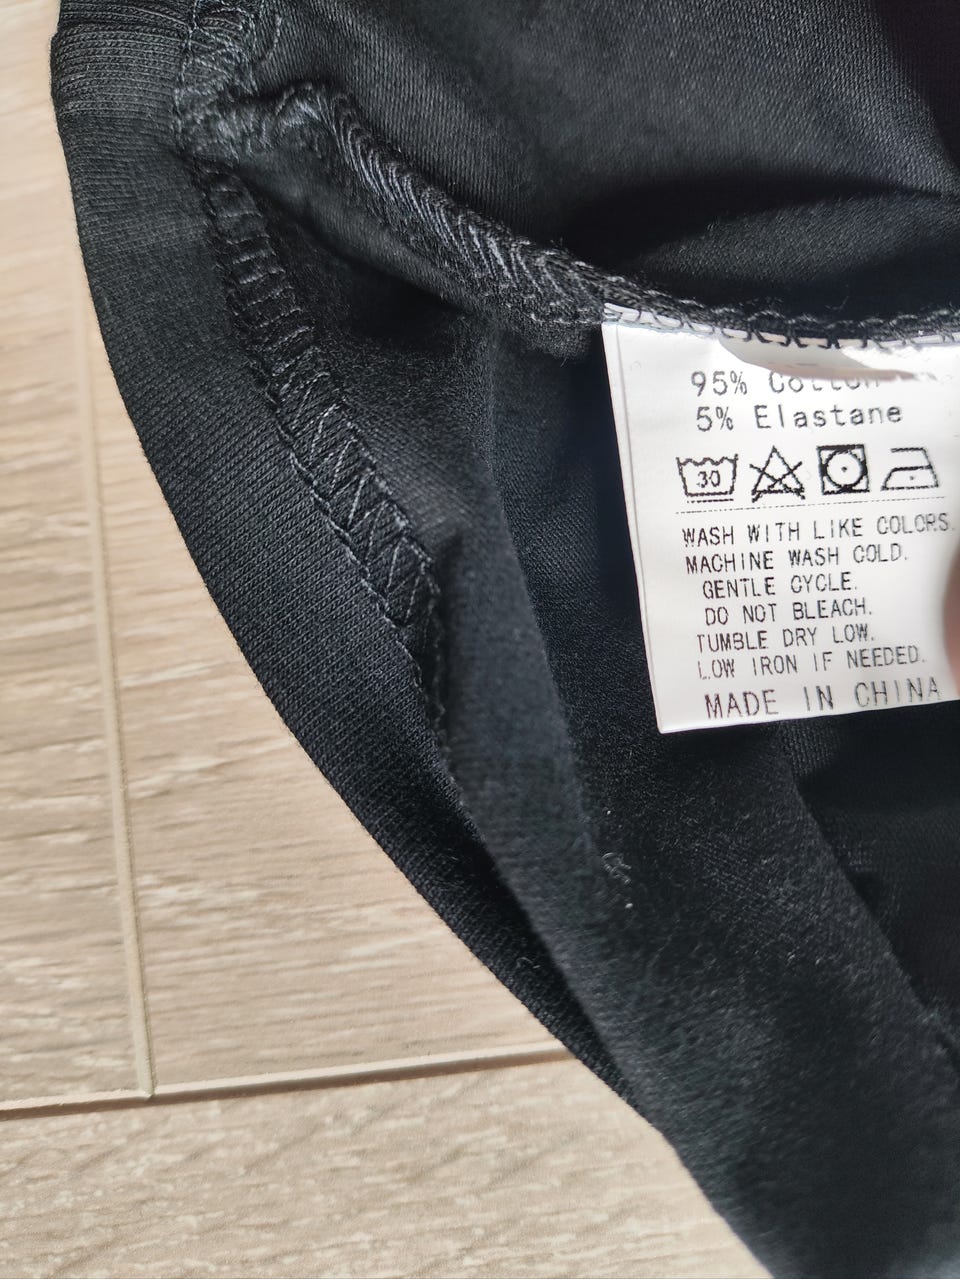 95% Cotton
5% Elastane
30
WASH WITH LIKE COLORS.
MACHINE WASH COLD.
GENTLE CYCLE.
DO NOT BLEACH.
TUMBLE DRY LOW.
LOW IRON IF NEEDED.
MADE IN CHINA